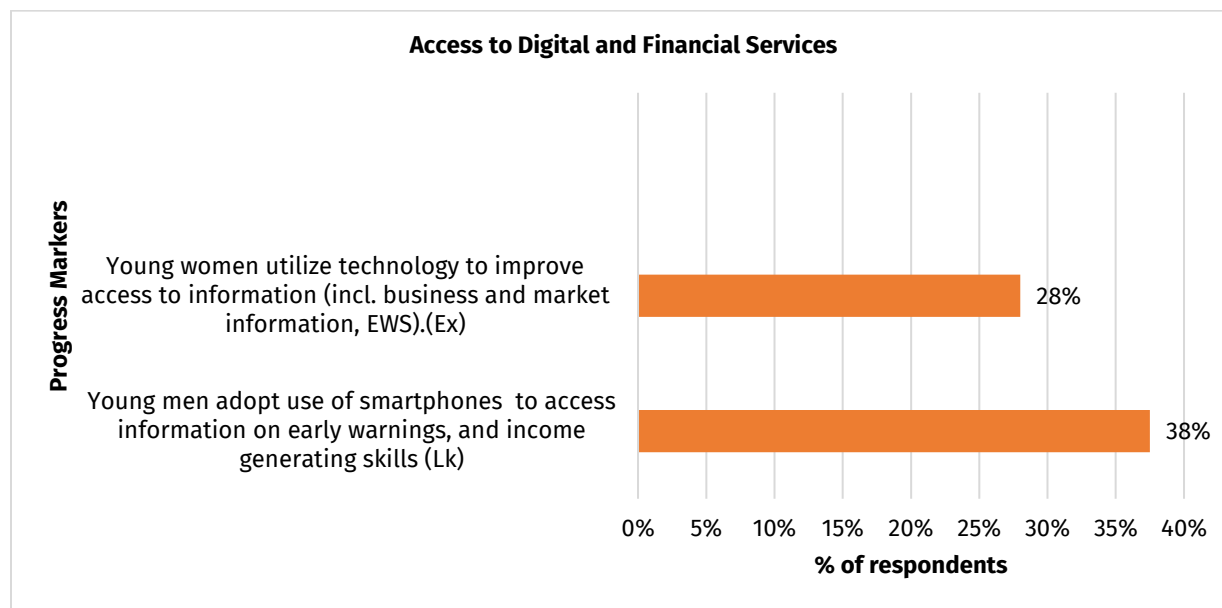 Access to Digital and Financial Services
Progress Markers
Young women utilize technology to improve
access to information (incl. business and market
information, EWS).(Ex)
28%
Young men adopt use of smartphones  to access
information on early warnings, and income
generating skills (Lk)
38%
0% 5% 10% 15% 20% 25% 30% 35% 40%
% of respondents